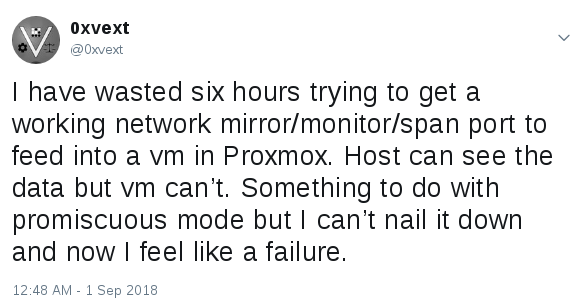 0xvext
@0xvext
I have wasted six hours trying to get a
working network mirror/monitor/span port to
feed into a vm in Proxmox. Host can see the
data but vm can’t. Something to do with
promiscuous mode but I can’t nail it down
and now I feel like a failure.
12:48 AM - 1 Sep 2018